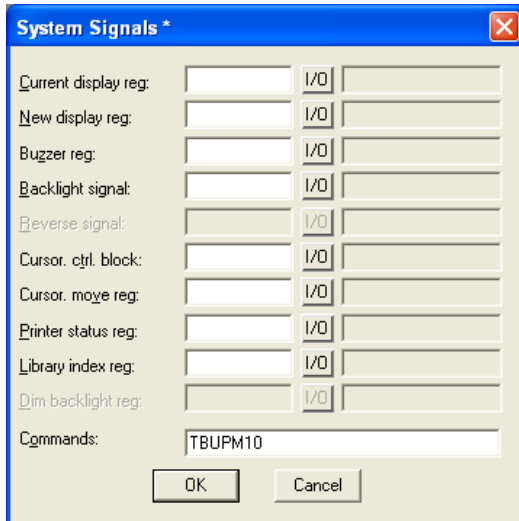 System Signals *
Current display reg: I/O
New display reg: I/O
Buzzer reg: I/O
Backlight signal: I/O
Reverse signal: I/O
Cursor. ctrl. block: I/O
Cursor. move reg: I/O
Printer status reg: I/O
Library index reg: I/O
Dim backlight reg: I/O
Commands: TBUPM10
OK Cancel